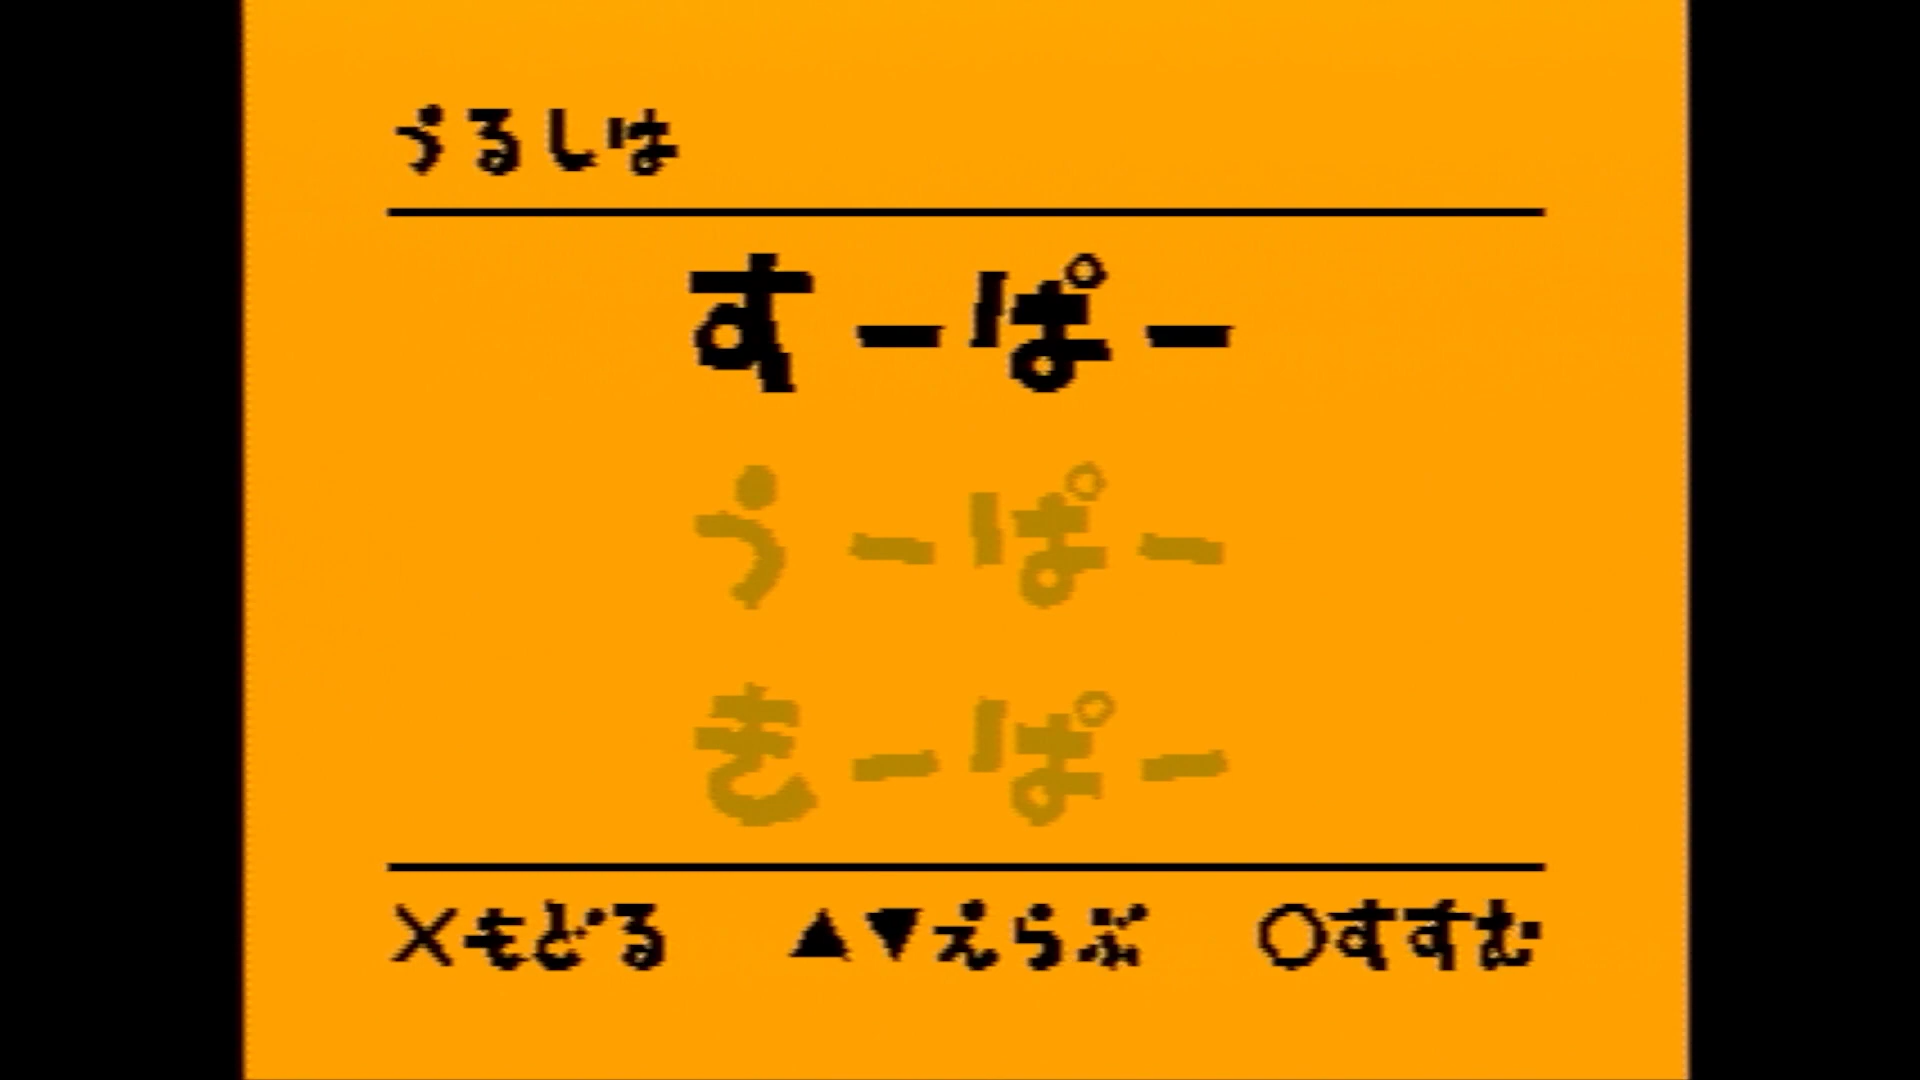 うるしは
すーぱー
うーぱー
きーぱー
×もどる ▲▼えらぶ ○すすむ